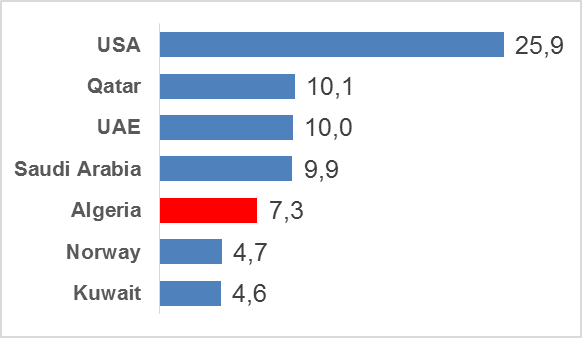 USA 25,9
Qatar 10,1
UAE 10,0
Saudi Arabia 9,9
Algeria 7,3
Norway 4,7
Kuwait 4,6